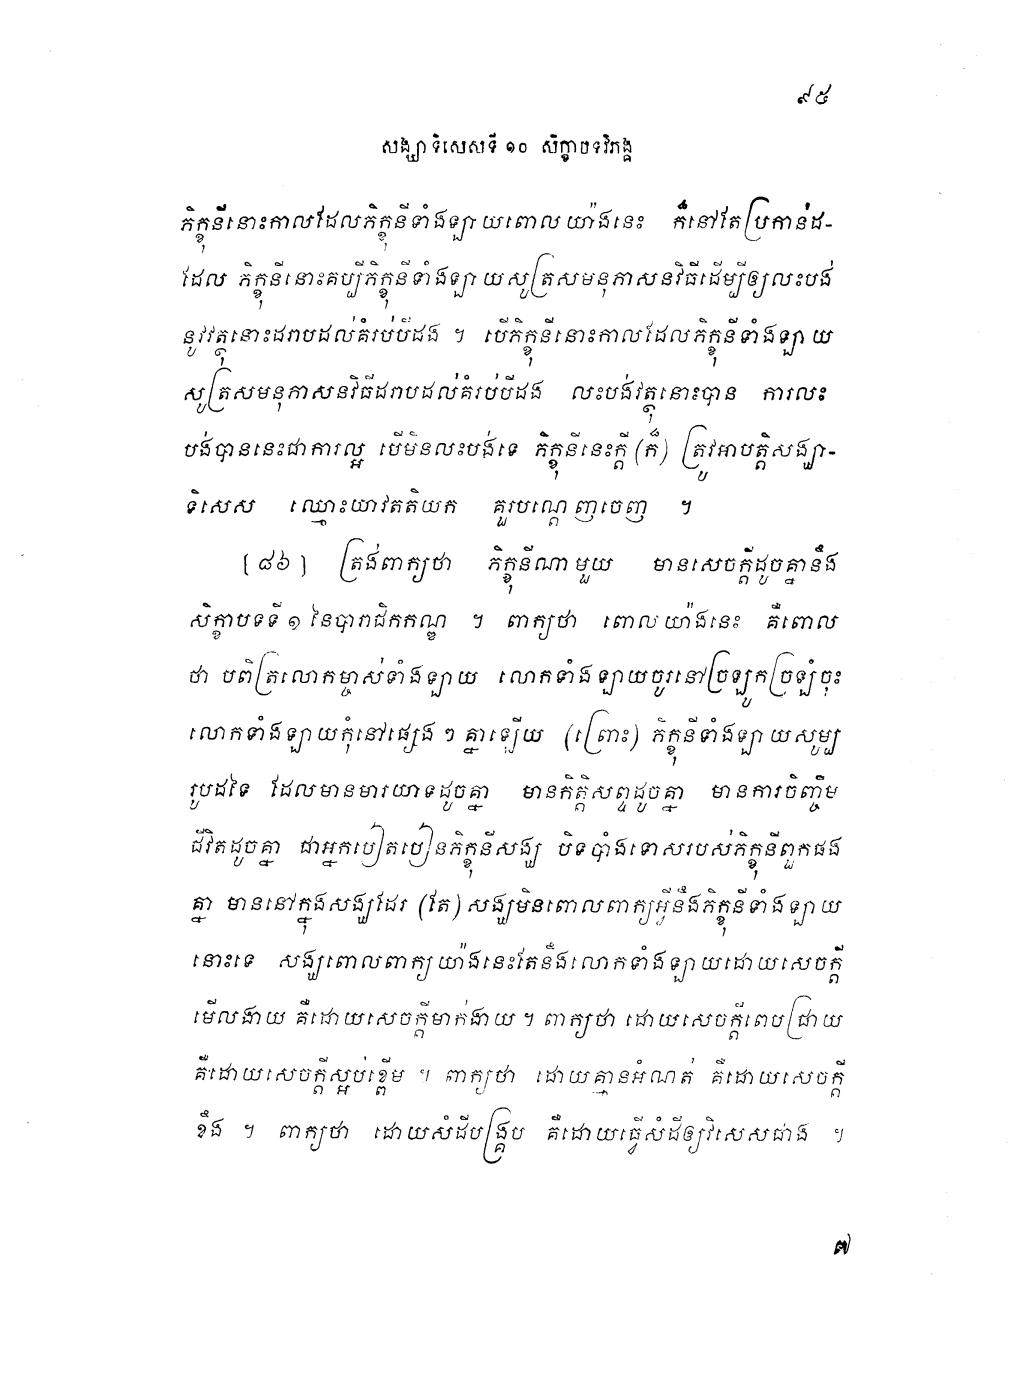 ៩៥
សង្ឃាទិសេសទី ១០ សិក្ខាបទវិភង្គ
ភិក្ខុនីនោះកាលដែលភិក្ខុនីទាំងឡាយពោលយ៉ាងនេះ ក៏នៅតែប្រកាន់ដ-
ដែល ភិក្ខុនីនោះគប្បីភិក្ខុនីទាំងឡាយសូត្រសមនុភាសនវិធីដើម្បីឲ្យលះបង់
នូវវត្ថុនោះដរាបដល់គំរប់បីដង ។ បើភិក្ខុនីនោះកាលដែលភិក្ខុនីទាំងឡាយ
សូត្រសមនុភាសនវិធីដរាបដល់គំរប់បីដង លះបង់វត្ថុនោះបាន ការលះ
បង់បាននេះជាការល្អ បើមិនលះបង់ទេ ភិក្ខុនីនេះក្តី (ក៏) ត្រូវអាបត្តិសង្ឃា-
ទិសេស ឈ្មោះយាវតតិយក គួរបណ្តេញចេញ ។
[៨៦] ត្រង់ពាក្យថា ភិក្ខុនីណាមួយ មានសេចក្តីដូចគ្នានឹង
សិក្ខាបទទី ១ នៃបារាជិកកណ្ឌ ។ ពាក្យថា ពោលយ៉ាងនេះ គឺពោល
ថា បពិត្រលោកម្ចាស់ទាំងឡាយ លោកទាំងឡាយចូរនៅច្រឡូកច្រឡំចុះ
លោកទាំងឡាយកុំនៅផ្សេងៗ គ្នាឡើយ (ព្រោះ) ភិក្ខុនីទាំងឡាយសូម្បី
រូបដទៃ ដែលមានមារយាទដូចគ្នា មានកិត្តិសព្ទដូចគ្នា មានការចិញ្ចឹម
ជីវិតដូចគ្នា ជាអ្នកបៀតបៀនភិក្ខុនីសង្ឃ បិទបាំងទោសរបស់ភិក្ខុនីពួកផង
គ្នា មាននៅក្នុងសង្ឃដែរ (តែ) សង្ឃមិនពោលពាក្យអ្វីនឹងភិក្ខុនីទាំងឡាយ
នោះទេ សង្ឃពោលពាក្យយ៉ាងនេះតែនឹងលោកទាំងឡាយដោយសេចក្តី
មើលងាយ គឺដោយសេចក្តីមាក់ងាយ ។ ពាក្យថា ដោយសេចក្តីពេបជ្រាយ
គឺដោយសេចក្តីស្អប់ខ្ពើម ។ ពាក្យថា ដោយគ្មានអំណត់ គឺដោយសេចក្តី
ខឹង ។ ពាក្យថា ដោយសំដីបង្គ្រប គឺដោយធ្វើសំដីឲ្យវិសេសជាង ។
៧